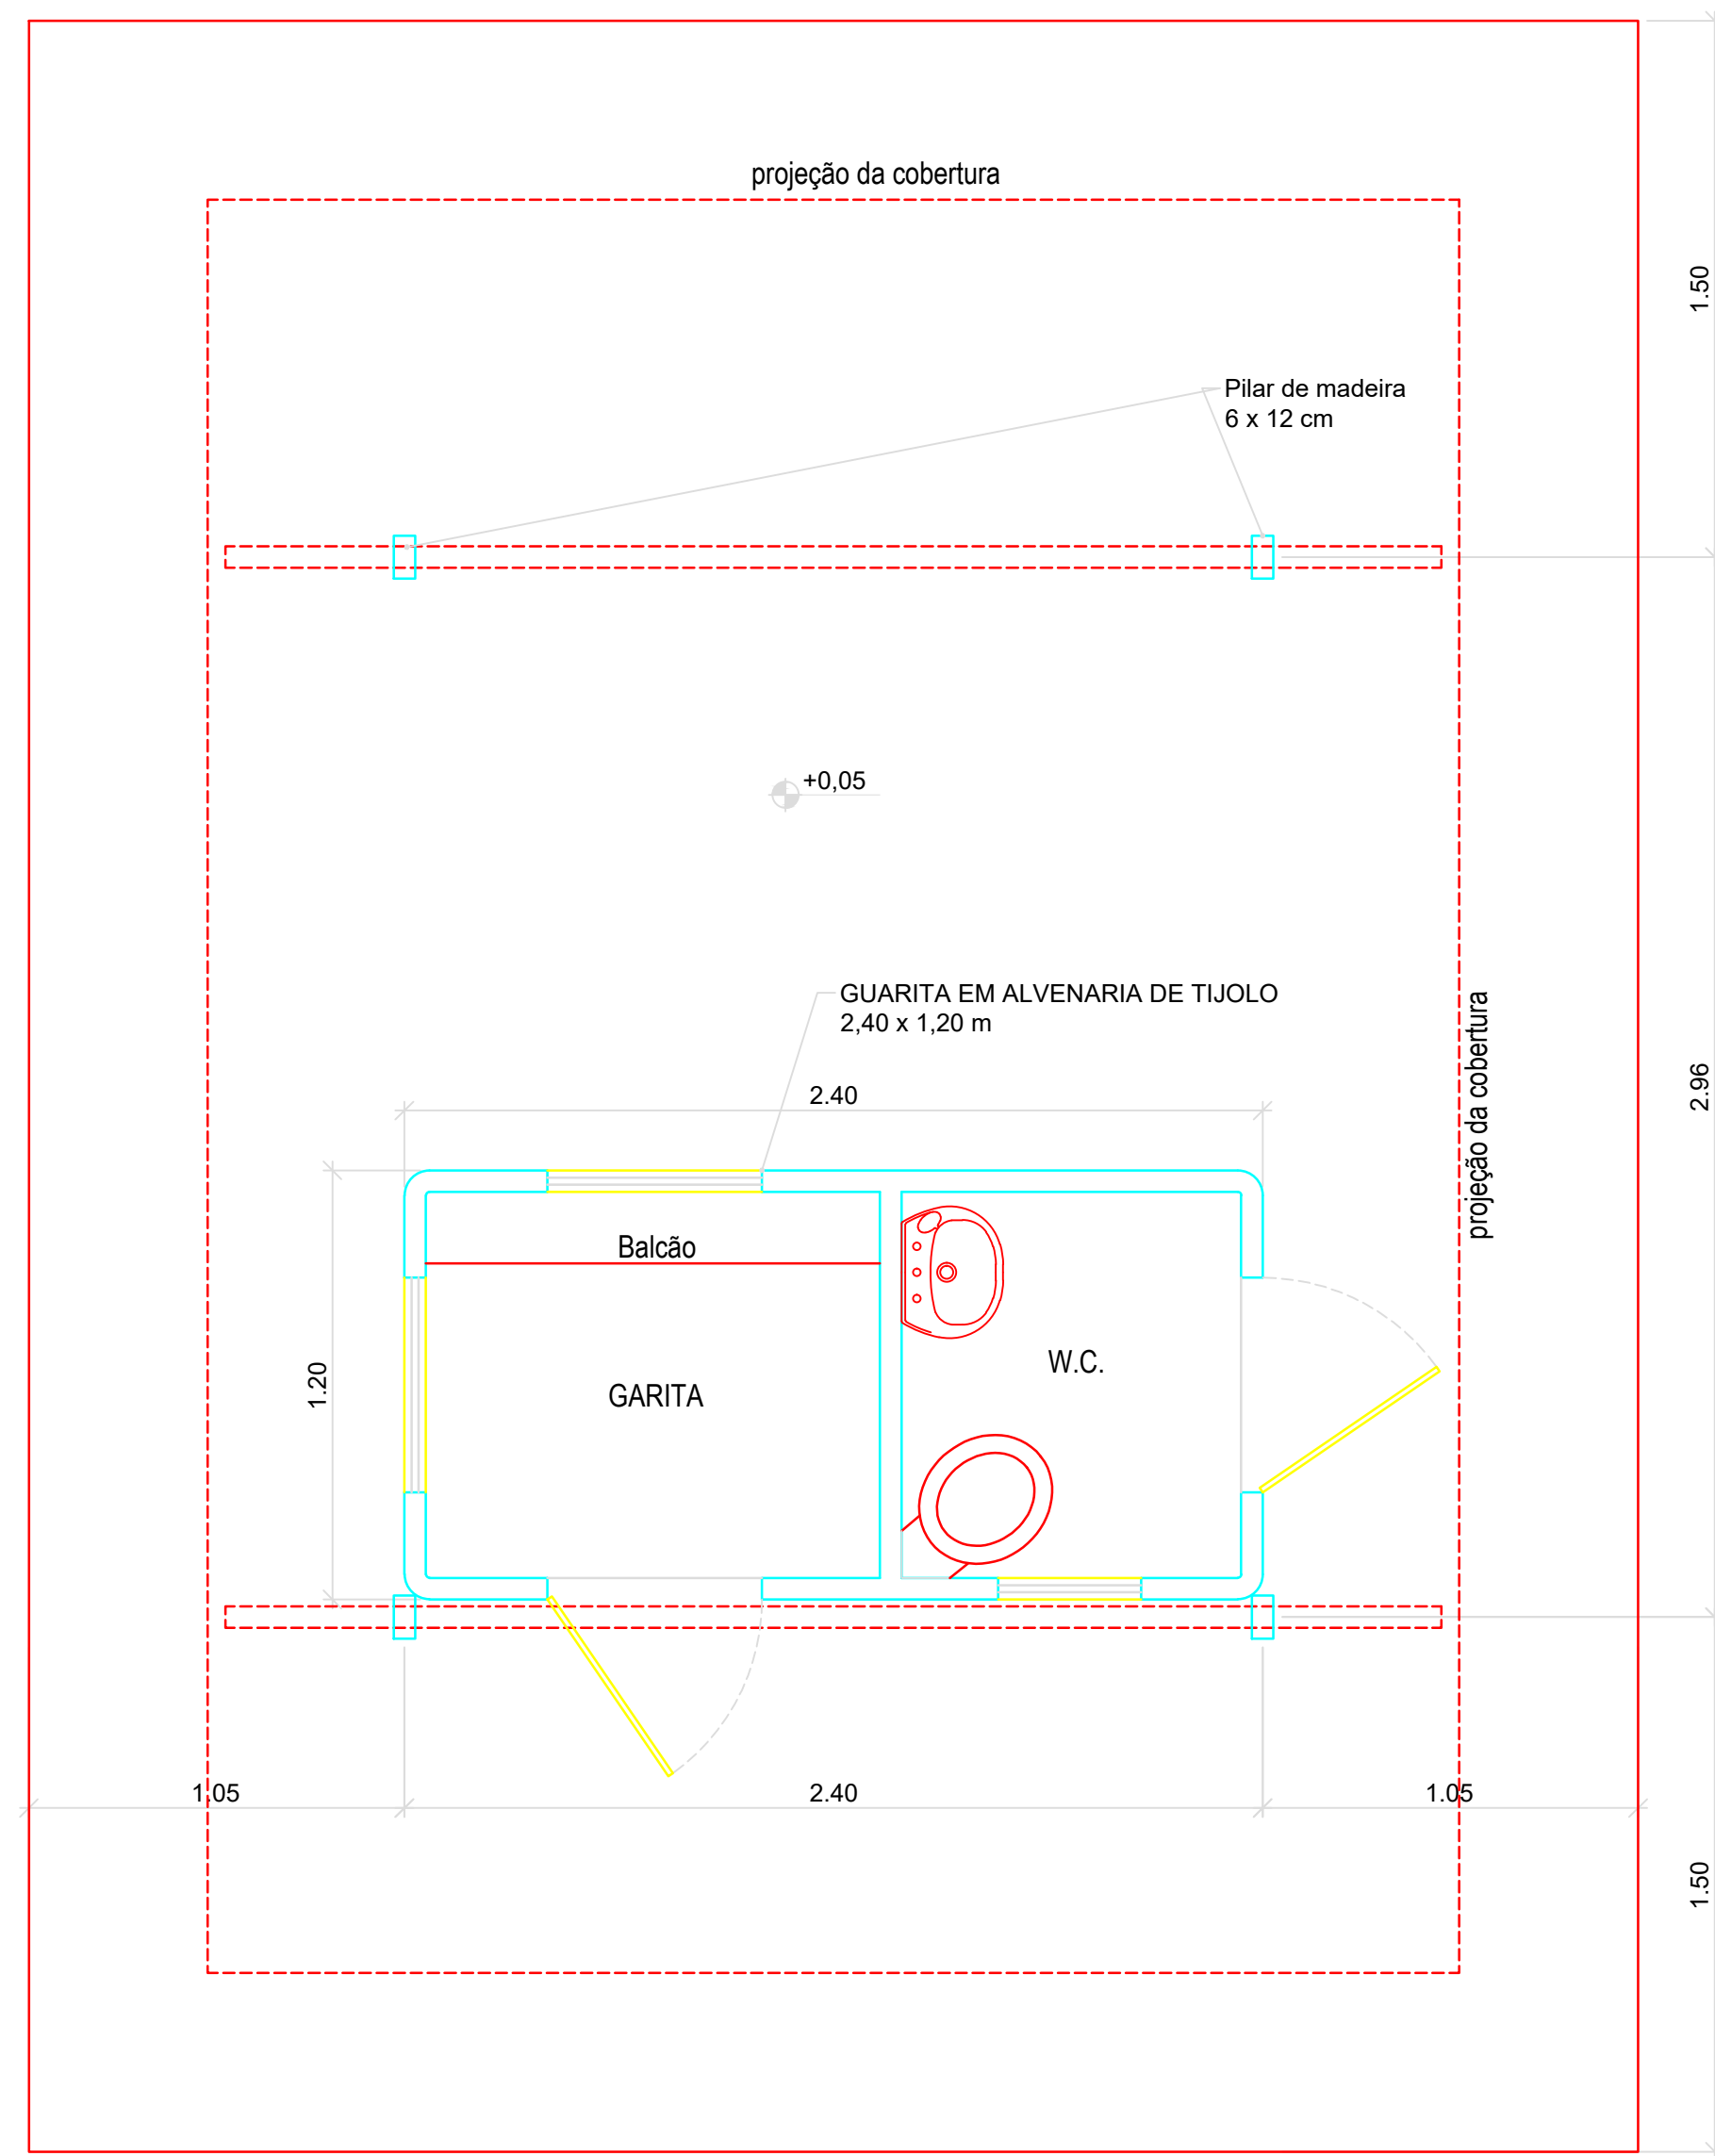 projeção da cobertura
1.50
Pilar de madeira
6 x 12 cm
+0,05
GUARITA EM ALVENARIA DE TIJOLO
2,40 x 1,20 m
projeção da cobertura
2.96
2.40
Balcão
W.C.
1.20
GARITA
1.05
2.40
1.05
1.50